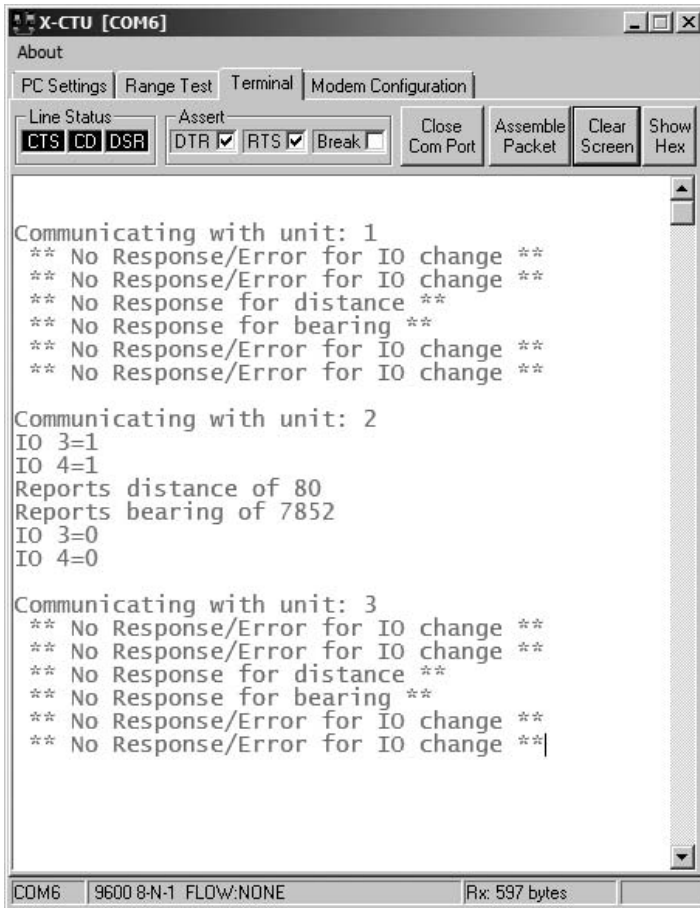 X-CTU [COM6]
About
PC Settings Range Test Terminal Modem Configuration
Line Status Assert
CTS CD DSR DTR RTS Break
Close Com Port
Assemble Packet
Clear Screen
Show Hex
Communicating with unit: 1
** No Response/Error for IO change **
** No Response/Error for IO change **
** No Response for distance **
** No Response for bearing **
** No Response/Error for IO change **
** No Response/Error for IO change **
Communicating with unit: 2
IO 3=1
IO 4=1
Reports distance of 80
Reports bearing of 7852
IO 3=0
IO 4=0
Communicating with unit: 3
** No Response/Error for IO change **
** No Response/Error for IO change **
** No Response for distance **
** No Response for bearing **
** No Response/Error for IO change **
** No Response/Error for IO change **
COM6 9600 8-N-1 FLOW:NONE Rx: 597 bytes